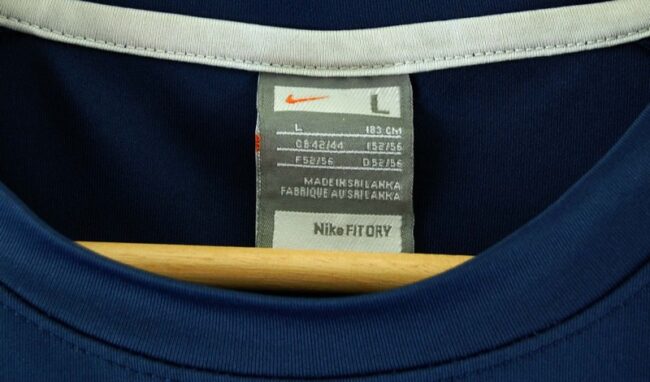 L
L 183 CM
GB 42/44 I 52/56
F 52/56 D 52/56
MADE IN SRI LANKA
FABRIQUE AU SRI LANKA
Nike FIT DRY